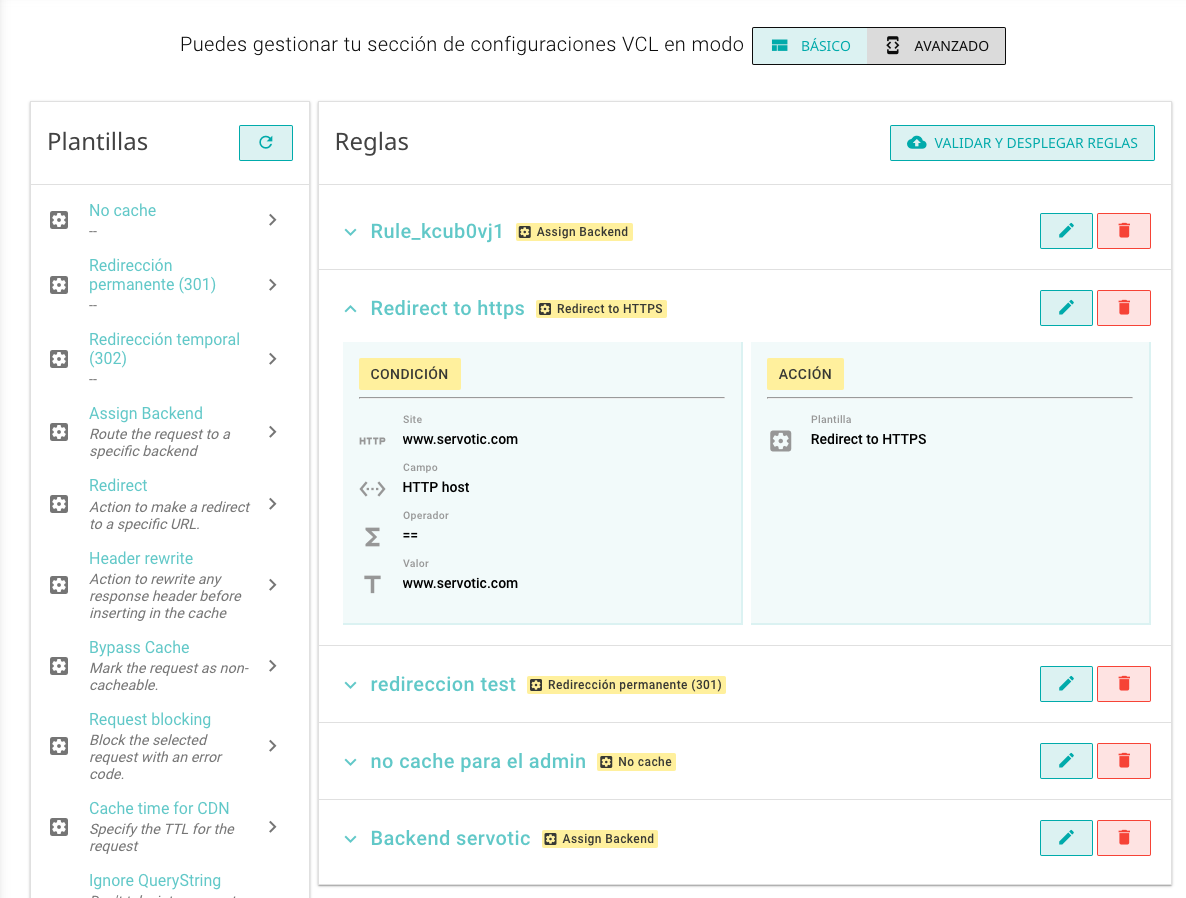 Puedes gestionar tu sección de configuraciones VCL en modo
BÁSICO
AVANZADO
Plantillas
No cache
--
Redirección
permanente (301)
--
Redirección temporal
(302)
--
Assign Backend
Route the request to a
specific backend
Redirect
Action to make a redirect
to a specific URL.
Header rewrite
Action to rewrite any
response header before
inserting in the cache
Bypass Cache
Mark the request as non-
cacheable.
Request blocking
Block the selected
request with an error
code.
Cache time for CDN
Specify the TTL for the
request
Ignore QueryString
Reglas
VALIDAR Y DESPLEGAR REGLAS
Rule_kcub0vj1
Assign Backend
Redirect to https
Redirect to HTTPS
CONDICIÓN
Site
HTTP
www.servotic.com
Campo
HTTP host
Operador
==
Valor
www.servotic.com
ACCIÓN
Plantilla
Redirect to HTTPS
redireccion test
Redirección permanente (301)
no cache para el admin
No cache
Backend servotic
Assign Backend